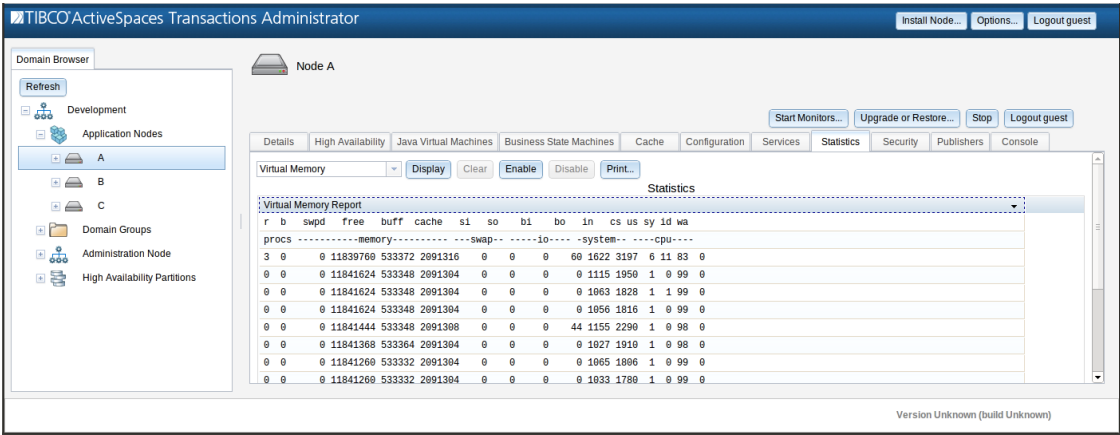 TIBCO® ActiveSpaces Transactions Administrator
Install Node... Options... Logout guest
Domain Browser
Refresh
Development
Application Nodes
A
B
C
Domain Groups
Administration Node
High Availability Partitions
Node A
Start Monitors... Upgrade or Restore... Stop Logout guest
Details High Availability Java Virtual Machines Business State Machines Cache Configuration Services Statistics Security Publishers Console
Virtual Memory Display Clear Enable Disable Print...
Statistics
Virtual Memory Report
r b swpd free buff cache si so bi bo in cs us sy id wa
procs -----------memory---------- ---swap-- -----io---- -system-- ----cpu----
3 0 0 11839760 533372 2091316 0 0 0 60 1622 3197 6 11 83 0
0 0 0 11841624 533348 2091304 0 0 0 0 1115 1950 1 0 99 0
0 0 0 11841624 533348 2091304 0 0 0 0 1063 1828 1 1 99 0
0 0 0 11841624 533348 2091304 0 0 0 0 1056 1816 1 0 99 0
0 0 0 11841444 533348 2091308 0 0 0 44 1155 2290 1 0 98 0
0 0 0 11841368 533364 2091304 0 0 0 0 1027 1910 1 0 98 0
0 0 0 11841260 533332 2091304 0 0 0 0 1065 1806 1 0 99 0
0 0 0 11841260 533332 2091304 0 0 0 0 1033 1780 1 0 99 0
Version Unknown (build Unknown)